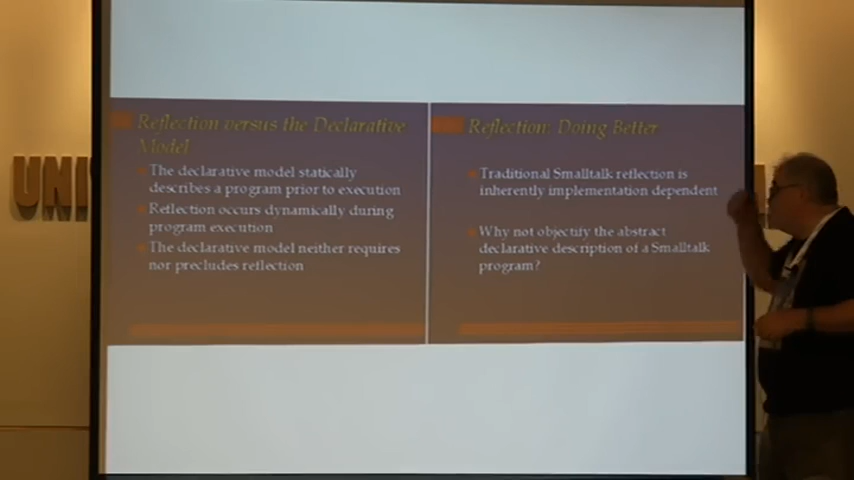 UNI
Reflection versus the Declarative
Model
The declarative model statically
describes a program prior to execution
Reflection occurs dynamically during
program execution
The declarative model neither requires
nor precludes reflection
Reflection: Doing Better
Traditional Smalltalk reflection is
inherently implementation dependent
Why not objectify the abstract
declarative description of a Smalltalk
program?